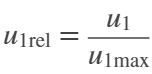 u₁rel = u₁ / u₁max